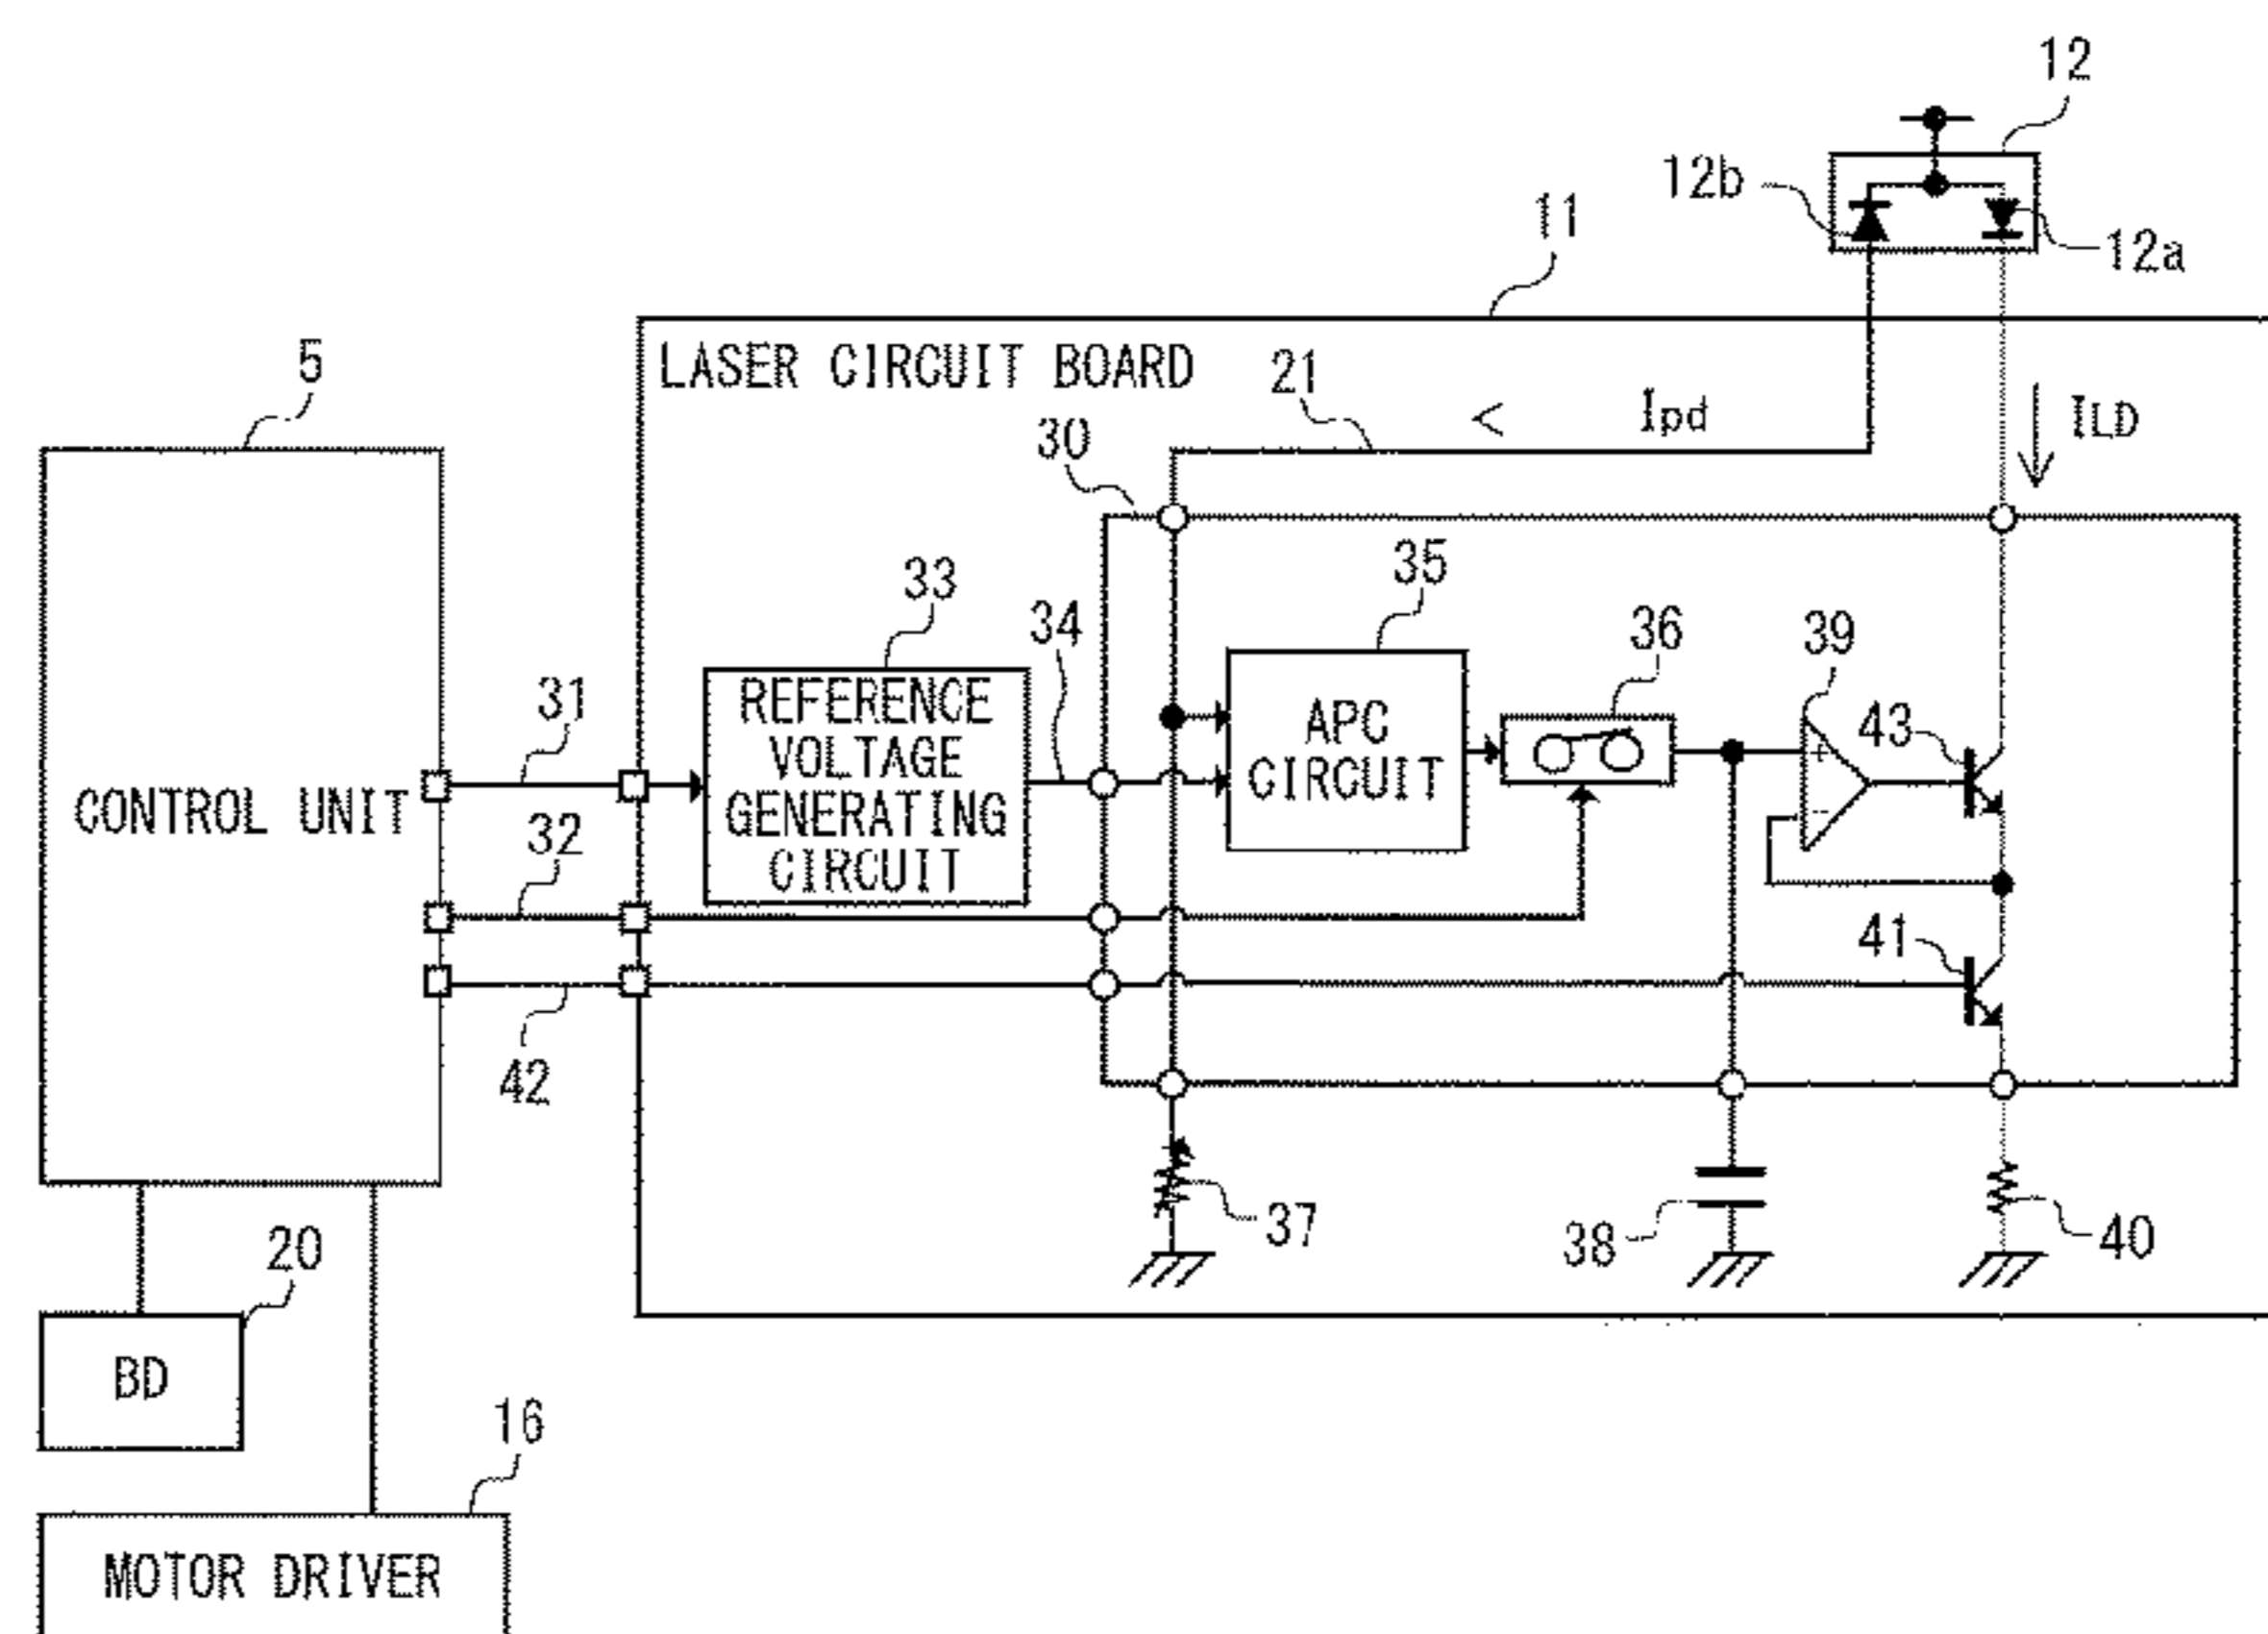 12
12b
12a
11
5
LASER CIRCUIT BOARD
21
Ipd
ILD
30
33
34
35
36
39
43
31
REFERENCE
VOLTAGE
GENERATING
CIRCUIT
APC
CIRCUIT
+
-
CONTROL UNIT
32
41
42
37
38
40
20
BD
16
MOTOR DRIVER